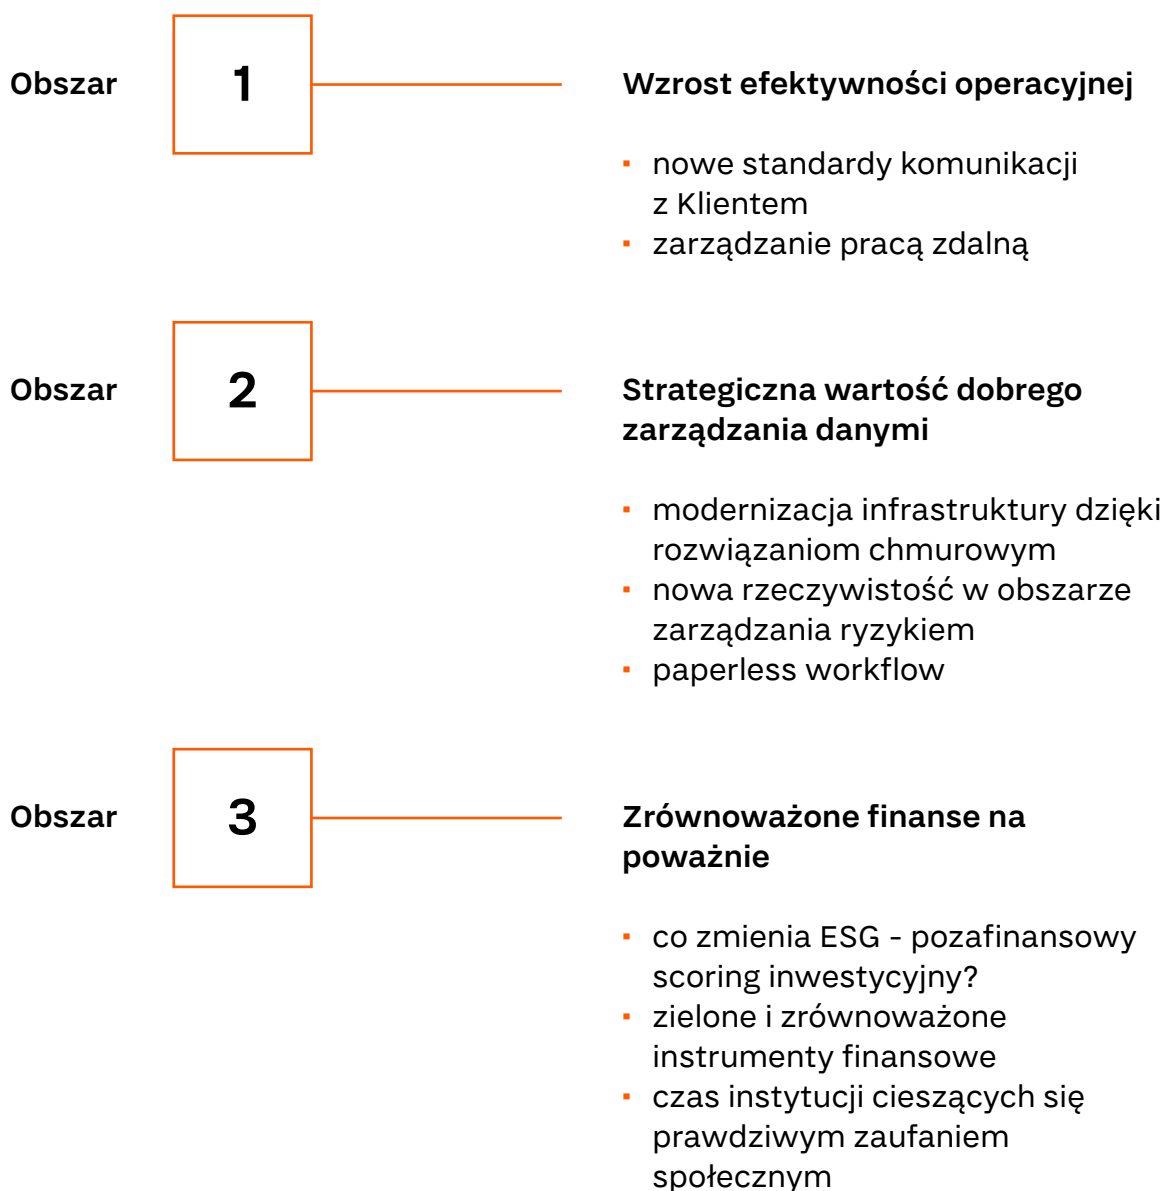 Obszar 1 Wzrost efektywności operacyjnej
▪ nowe standardy komunikacji
z Klientem
▪ zarządzanie pracą zdalną
Obszar 2 Strategiczna wartość dobrego
zarządzania danymi
▪ modernizacja infrastruktury dzięki
rozwiązaniom chmurowym
▪ nowa rzeczywistość w obszarze
zarządzania ryzykiem
▪ paperless workflow
Obszar 3 Zrównoważone finanse na
poważnie
▪ co zmienia ESG - pozafinansowy
scoring inwestycyjny?
▪ zielone i zrównoważone
instrumenty finansowe
▪ czas instytucji cieszących się
prawdziwym zaufaniem
społecznym